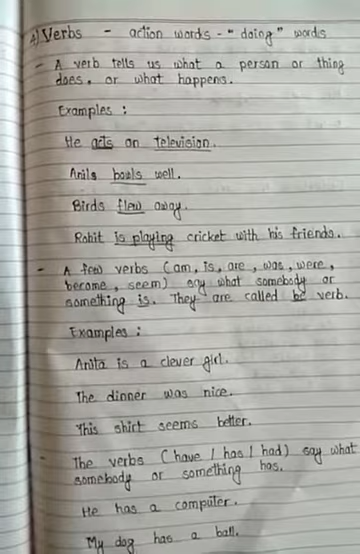 4) Verbs - action words - "doing" words
- A verb tells us what a person or thing
does, or what happens.
Examples :
He acts on television.
Anils bowls well.
Birds flew away.
Rohit is playing cricket with his friends.
- A few verbs (am, is, are, was, were,
become, seem) say what somebody or
something is. They are called be verb.
Examples :
Anita is a clever girl.
The dinner was nice.
This shirt seems better.
- The verbs (have / has / had) say what
somebody or something has.
He has a computer.
My dog has a ball.